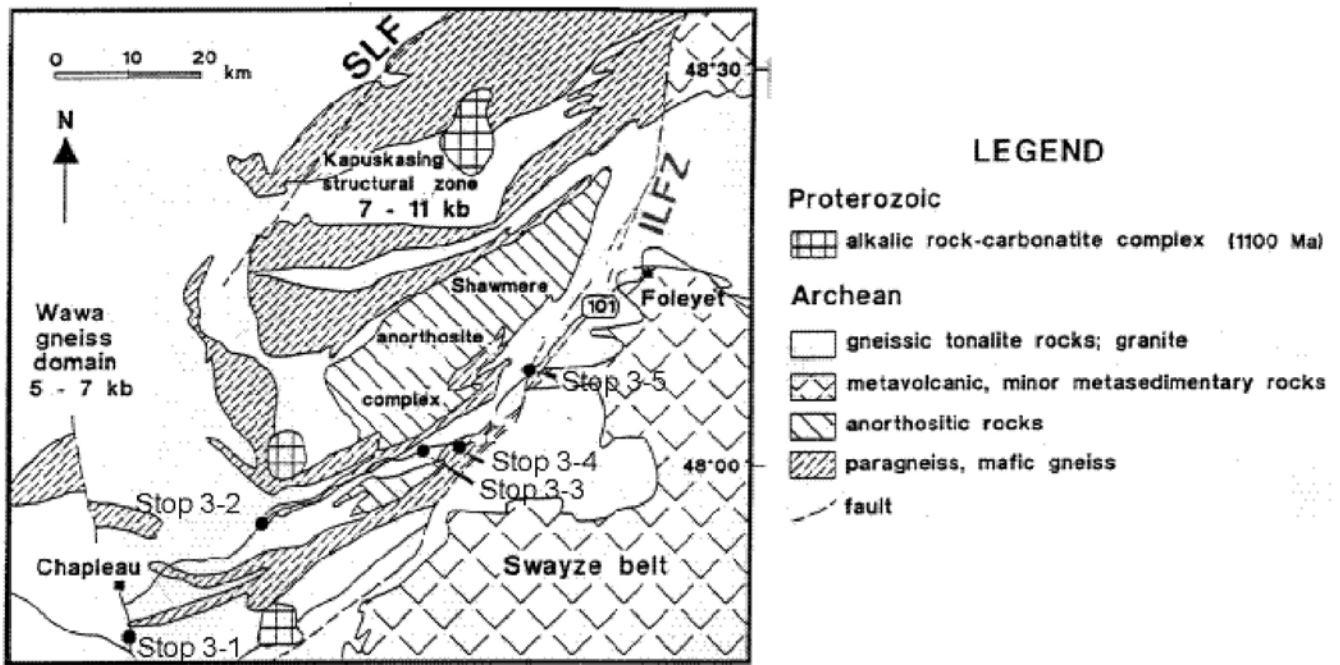 SLF
0 10 20
km
48°30
N
Kapuskasing
structural zone
7 - 11 kb
ILFZ
Shawmere
Foleyet
101
Wawa
gneiss
domain
5 - 7 kb
anorthosite
Stop 3-5
complex
48°00
Stop 3-4
Stop 3-3
Stop 3-2
Chapleau
Swayze belt
Stop 3-1
LEGEND
Proterozoic
alkalic rock-carbonatite complex (1100 Ma)
Archean
gneissic tonalite rocks; granite
metavolcanic, minor metasedimentary rocks
anorthositic rocks
paragneiss, mafic gneiss
fault